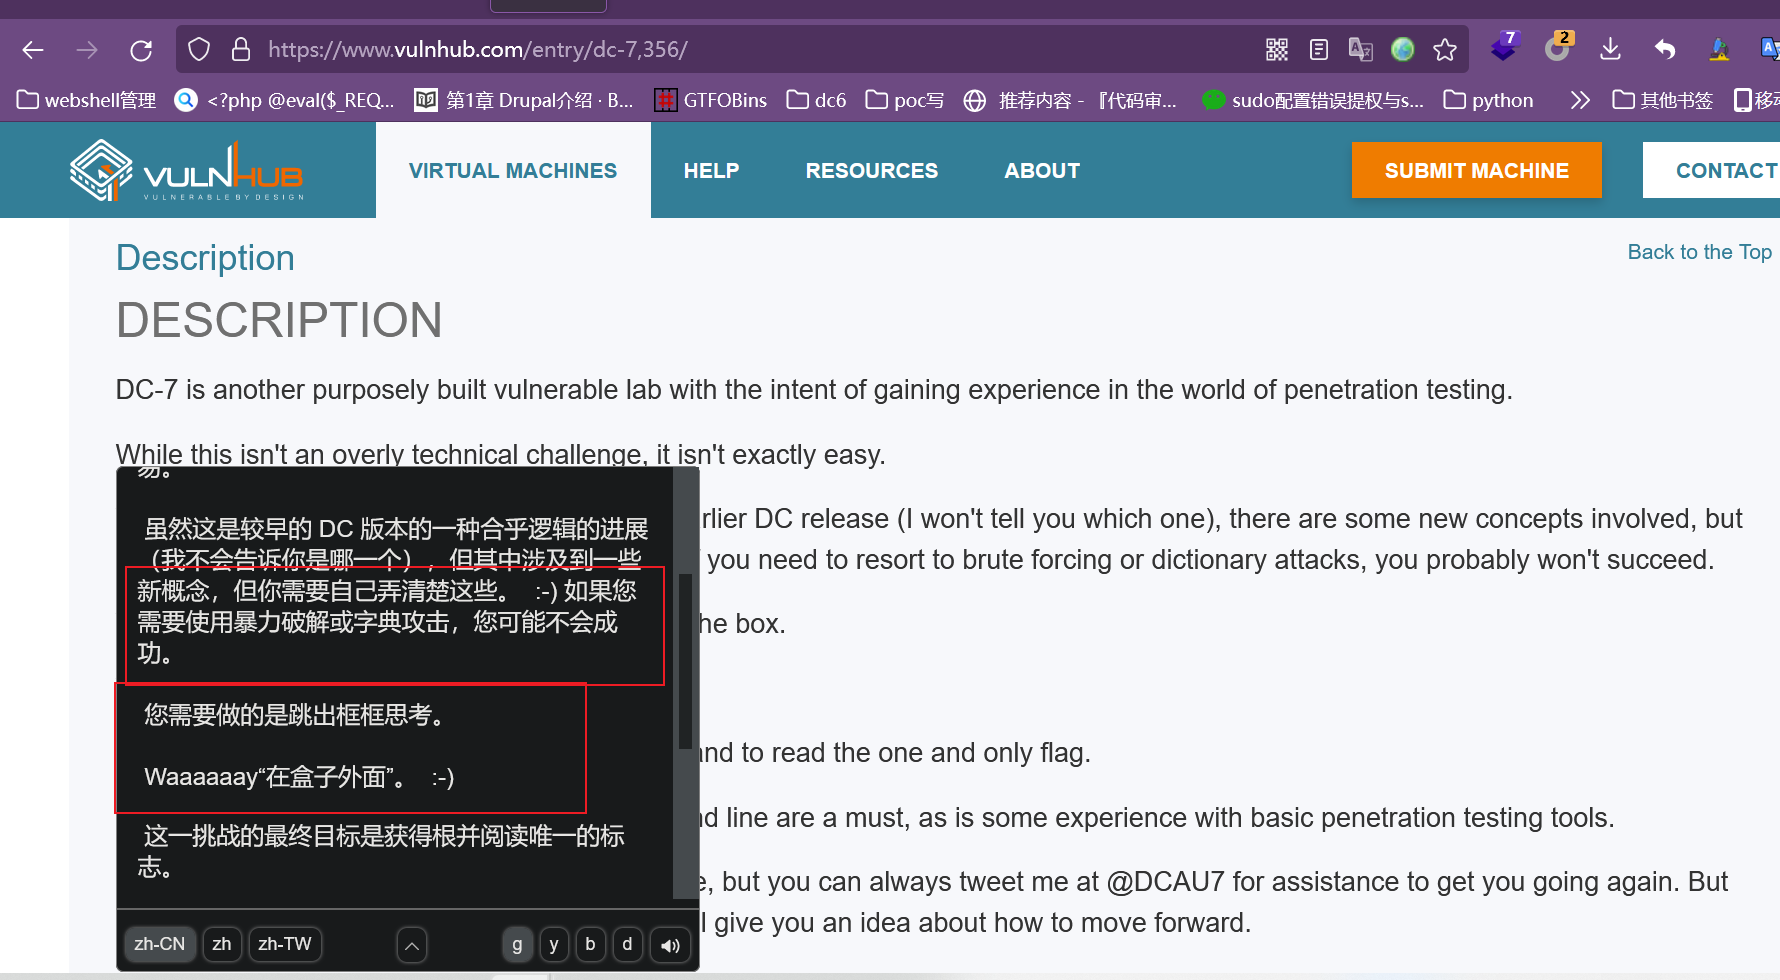 https://www.vulnhub.com/entry/dc-7,356/
7
2
webshell管理
<?php @eval($_REQ...
第1章 Drupal介绍 · B...
GTFOBins
dc6
poc写
推荐内容 - 『代码审...
sudo配置错误提权与s...
python
其他书签
移动
VULNHUB
VULNERABLE BY DESIGN
VIRTUAL MACHINES
HELP
RESOURCES
ABOUT
SUBMIT MACHINE
CONTACT
Description
Back to the Top
DESCRIPTION
DC-7 is another purposely built vulnerable lab with the intent of gaining experience in the world of penetration testing.
While this isn't an overly technical challenge, it isn't exactly easy.
易。
虽然这是较早的 DC 版本的一种合乎逻辑的进展
（我不会告诉你是哪一个），但其中涉及到一些
新概念，但你需要自己弄清楚这些。 :-) 如果您
需要使用暴力破解或字典攻击，您可能不会成
功。
您需要做的是跳出框框思考。
Waaaaaay“在盒子外面”。 :-)
这一挑战的最终目标是获得根并阅读唯一的标
志。
zh-CN
zh
zh-TW
g
y
b
d
rlier DC release (I won't tell you which one), there are some new concepts involved, but
you need to resort to brute forcing or dictionary attacks, you probably won't succeed.
he box.
and to read the one and only flag.
nd line are a must, as is some experience with basic penetration testing tools.
e, but you can always tweet me at @DCAU7 for assistance to get you going again. But
l give you an idea about how to move forward.